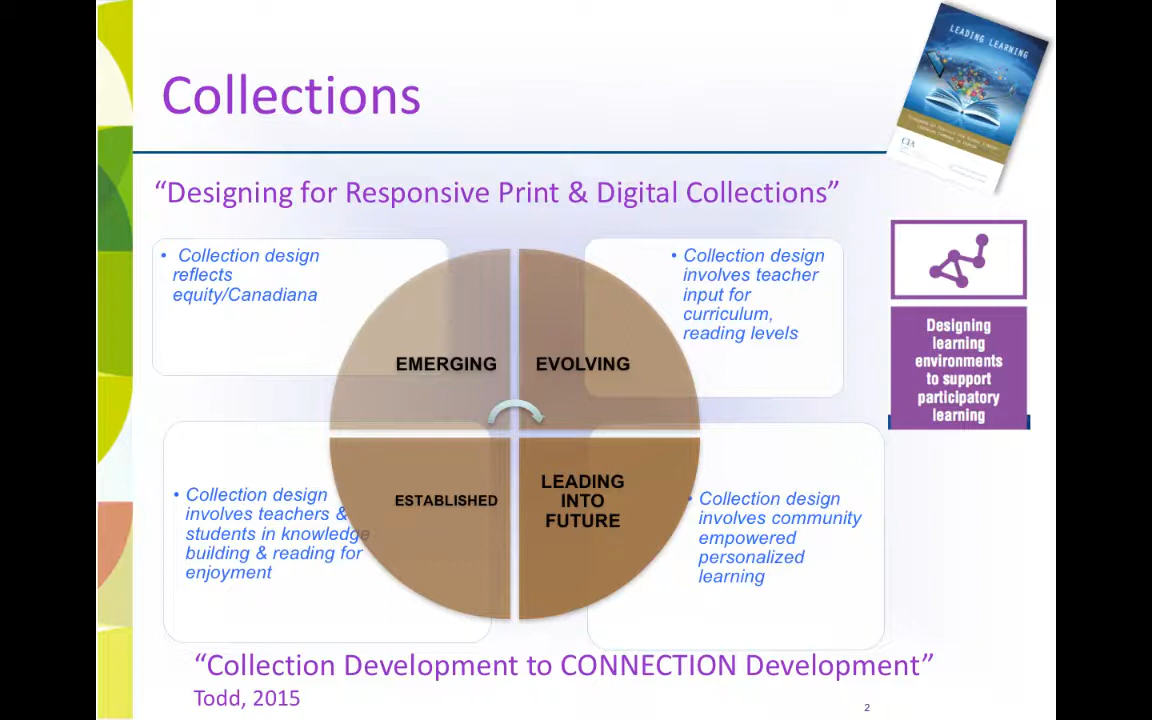 Collections
LEADING LEARNING
“Designing for Responsive Print & Digital Collections”
• Collection design
reflects
equity/Canadiana
• Collection design
involves teacher
input for
curriculum,
reading levels
EMERGING
EVOLVING
Designing
learning
environments
to support
participatory
learning
• Collection design
involves teachers &
students in knowledge
building & reading for
enjoyment
ESTABLISHED
LEADING
INTO
FUTURE
• Collection design
involves community
empowered
personalized
learning
“Collection Development to CONNECTION Development”
Todd, 2015
2